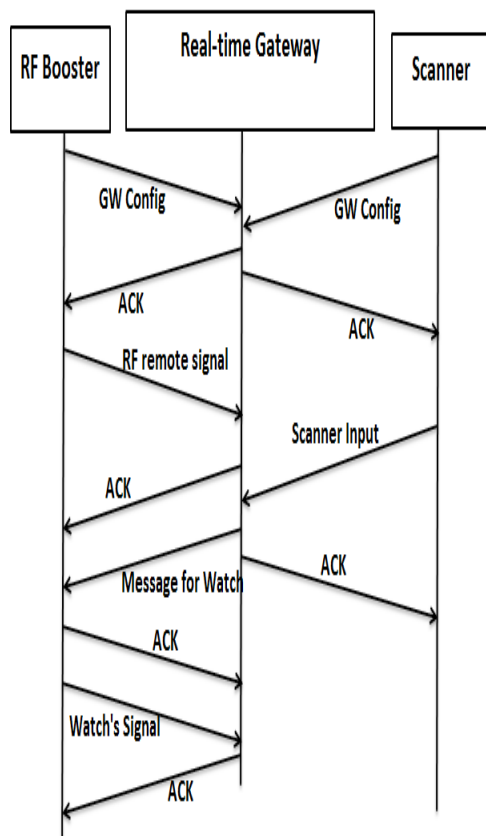 RF Booster
Real-time Gateway
Scanner
GW Config
GW Config
ACK
ACK
RF remote signal
Scanner Input
ACK
Message for Watch
ACK
ACK
Watch's Signal
ACK